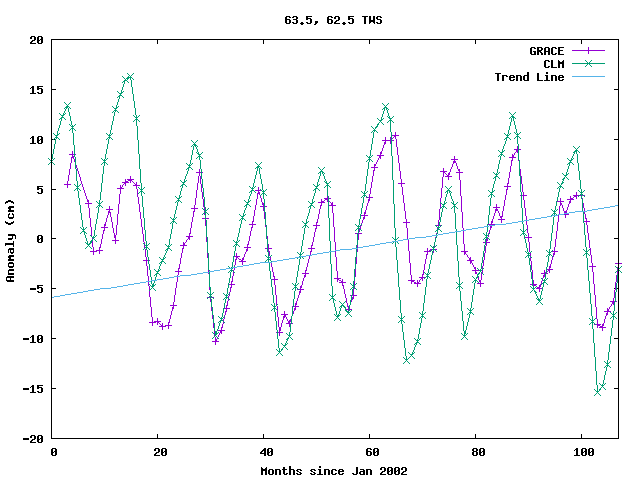 63.5, 62.5 TWS
GRACE
CLM
Trend Line
20
15
10
5
0
-5
-10
-15
-20
Anomaly (cm)
0 20 40 60 80 100
Months since Jan 2002